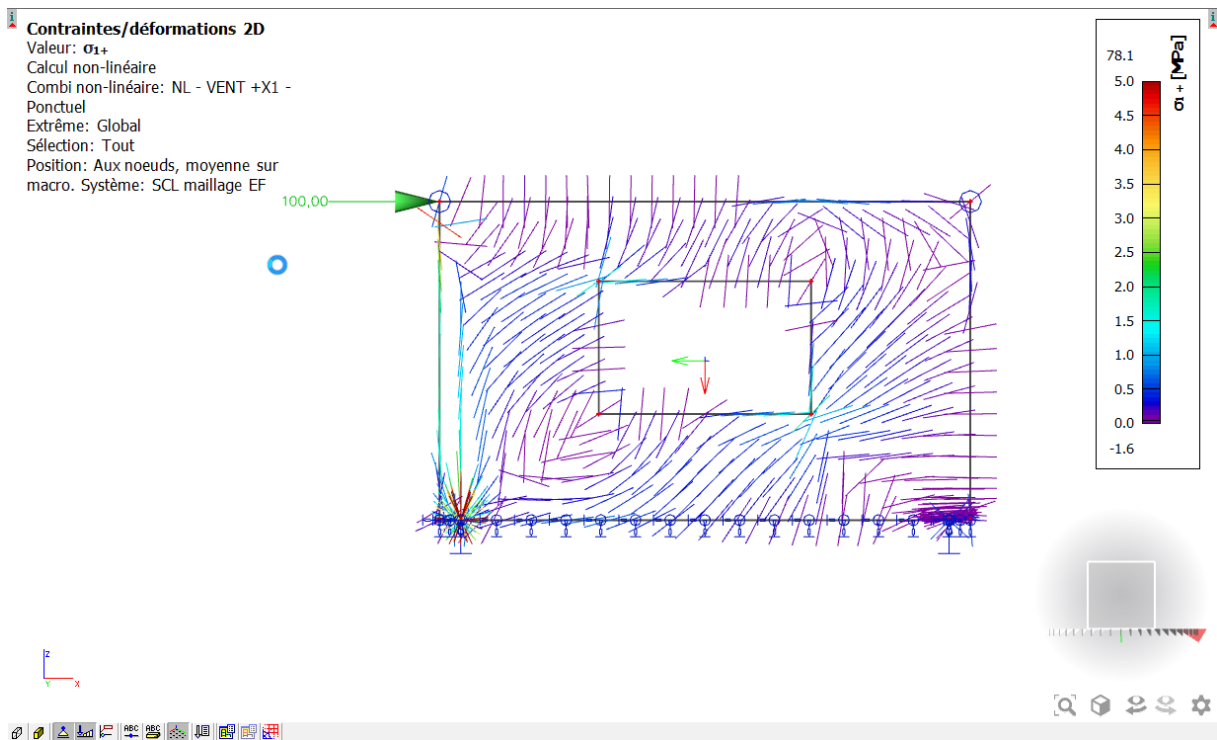 Contraintes/déformations 2D
Valeur: σ1+
Calcul non-linéaire
Combi non-linéaire: NL - VENT +X1 -
Ponctuel
Extrême: Global
Sélection: Tout
Position: Aux noeuds, moyenne sur
macro. Système: SCL maillage EF
100,00
σ1+ [MPa]
78.1
5.0
4.5
4.0
3.5
3.0
2.5
2.0
1.5
1.0
0.5
0.0
-1.6
z
Y
x
ABC
ABC